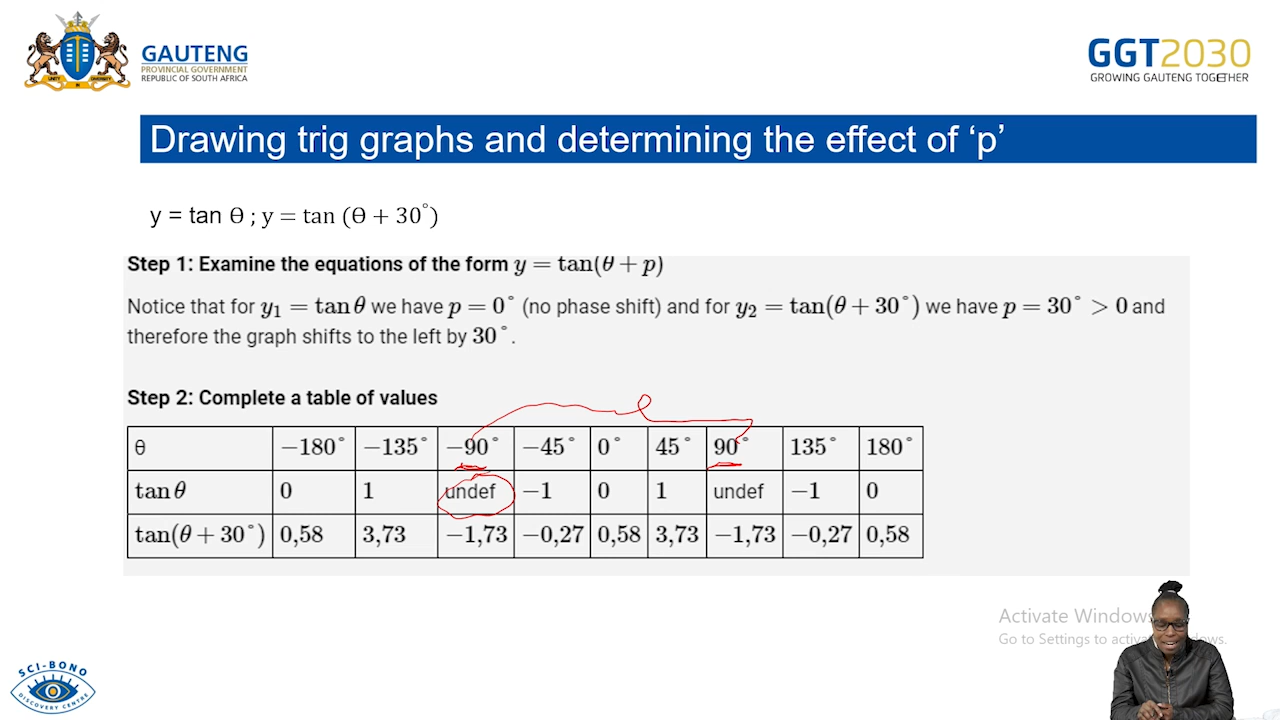 GAUTENG
PROVINCIAL GOVERNMENT
REPUBLIC OF SOUTH AFRICA
UNITY IN DIVERSITY
GGT2030
GROWING GAUTENG TOGETHER
Drawing trig graphs and determining the effect of ‘p’
y = tan Ɵ ; y = tan (Ɵ + 30°)
Step 1: Examine the equations of the form y = tan(θ + p)
Notice that for y₁ = tan θ we have p = 0° (no phase shift) and for y₂ = tan(θ + 30°) we have p = 30° > 0 and
therefore the graph shifts to the left by 30°.
Step 2: Complete a table of values
θ −180° −135° −90° −45° 0° 45° 90° 135° 180°
tan θ 0 1 undef −1 0 1 undef −1 0
tan(θ + 30°) 0,58 3,73 −1,73 −0,27 0,58 3,73 −1,73 −0,27 0,58
Activate Windows
Go to Settings to activate Windows.
SCI-BONO
DISCOVERY CENTRE